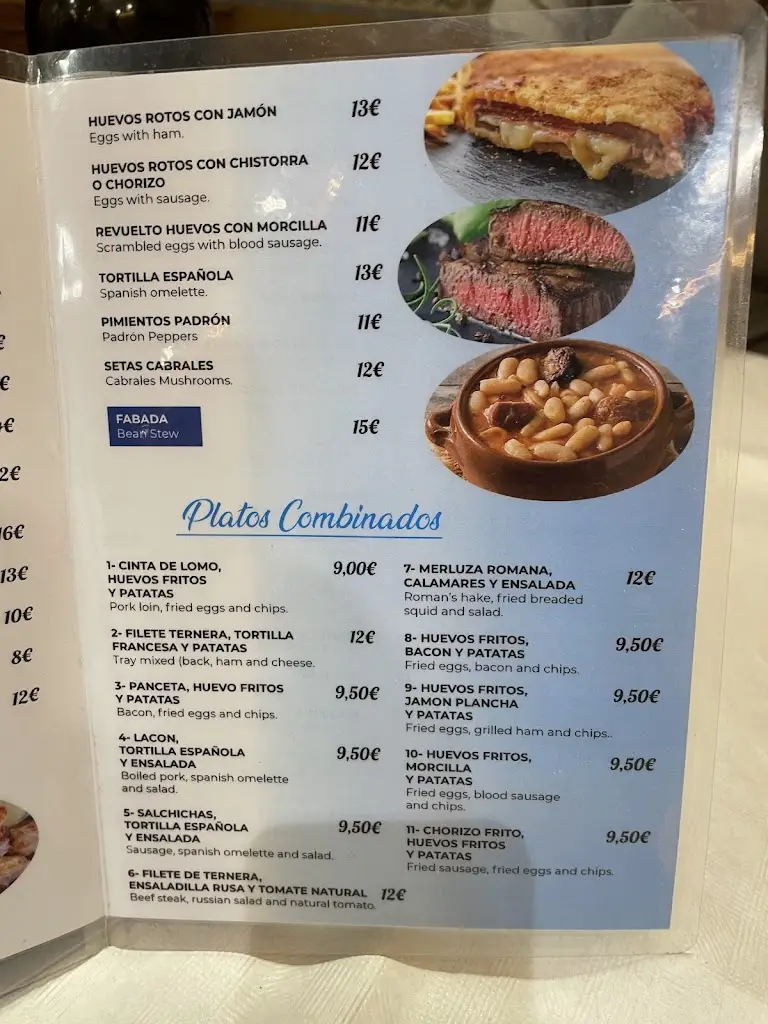 HUEVOS ROTOS CON JAMÓN 13€
Eggs with ham.
HUEVOS ROTOS CON CHISTORRA 12€
O CHORIZO
Eggs with sausage.
REVUELTO HUEVOS CON MORCILLA 11€
Scrambled eggs with blood sausage.
TORTILLA ESPAÑOLA 13€
Spanish omelette.
PIMIENTOS PADRÓN 11€
Padrón Peppers
SETAS CABRALES 12€
Cabrales Mushrooms.
FABADA 15€
Bean Stew
Platos Combinados
1- CINTA DE LOMO, 9,00€
HUEVOS FRITOS
Y PATATAS
Pork loin, fried eggs and chips.
2- FILETE TERNERA, TORTILLA 12€
FRANCESA Y PATATAS
Tray mixed (back, ham and cheese.
3- PANCETA, HUEVO FRITOS 9,50€
Y PATATAS
Bacon, fried eggs and chips.
4- LACON, 9,50€
TORTILLA ESPAÑOLA
Y ENSALADA
Boiled pork, spanish omelette
and salad.
5- SALCHICHAS, 9,50€
TORTILLA ESPAÑOLA
Y ENSALADA
Sausage, spanish omelette and salad.
6- FILETE DE TERNERA,
ENSALADILLA RUSA Y TOMATE NATURAL 12€
Beef steak, russian salad and natural tomato.
7- MERLUZA ROMANA, 12€
CALAMARES Y ENSALADA
Roman's hake, fried breaded
squid and salad.
8- HUEVOS FRITOS, 9,50€
BACON Y PATATAS
Fried eggs, bacon and chips.
9- HUEVOS FRITOS, 9,50€
JAMON PLANCHA
Y PATATAS
Fried eggs, grilled ham and chips..
10- HUEVOS FRITOS, 9,50€
MORCILLA
Y PATATAS
Fried eggs, blood sausage
and chips.
11- CHORIZO FRITO, 9,50€
HUEVOS FRITOS
Y PATATAS
Fried sausage, fried eggs and chips.
€
€
€
2€
16€
13€
10€
8€
12€